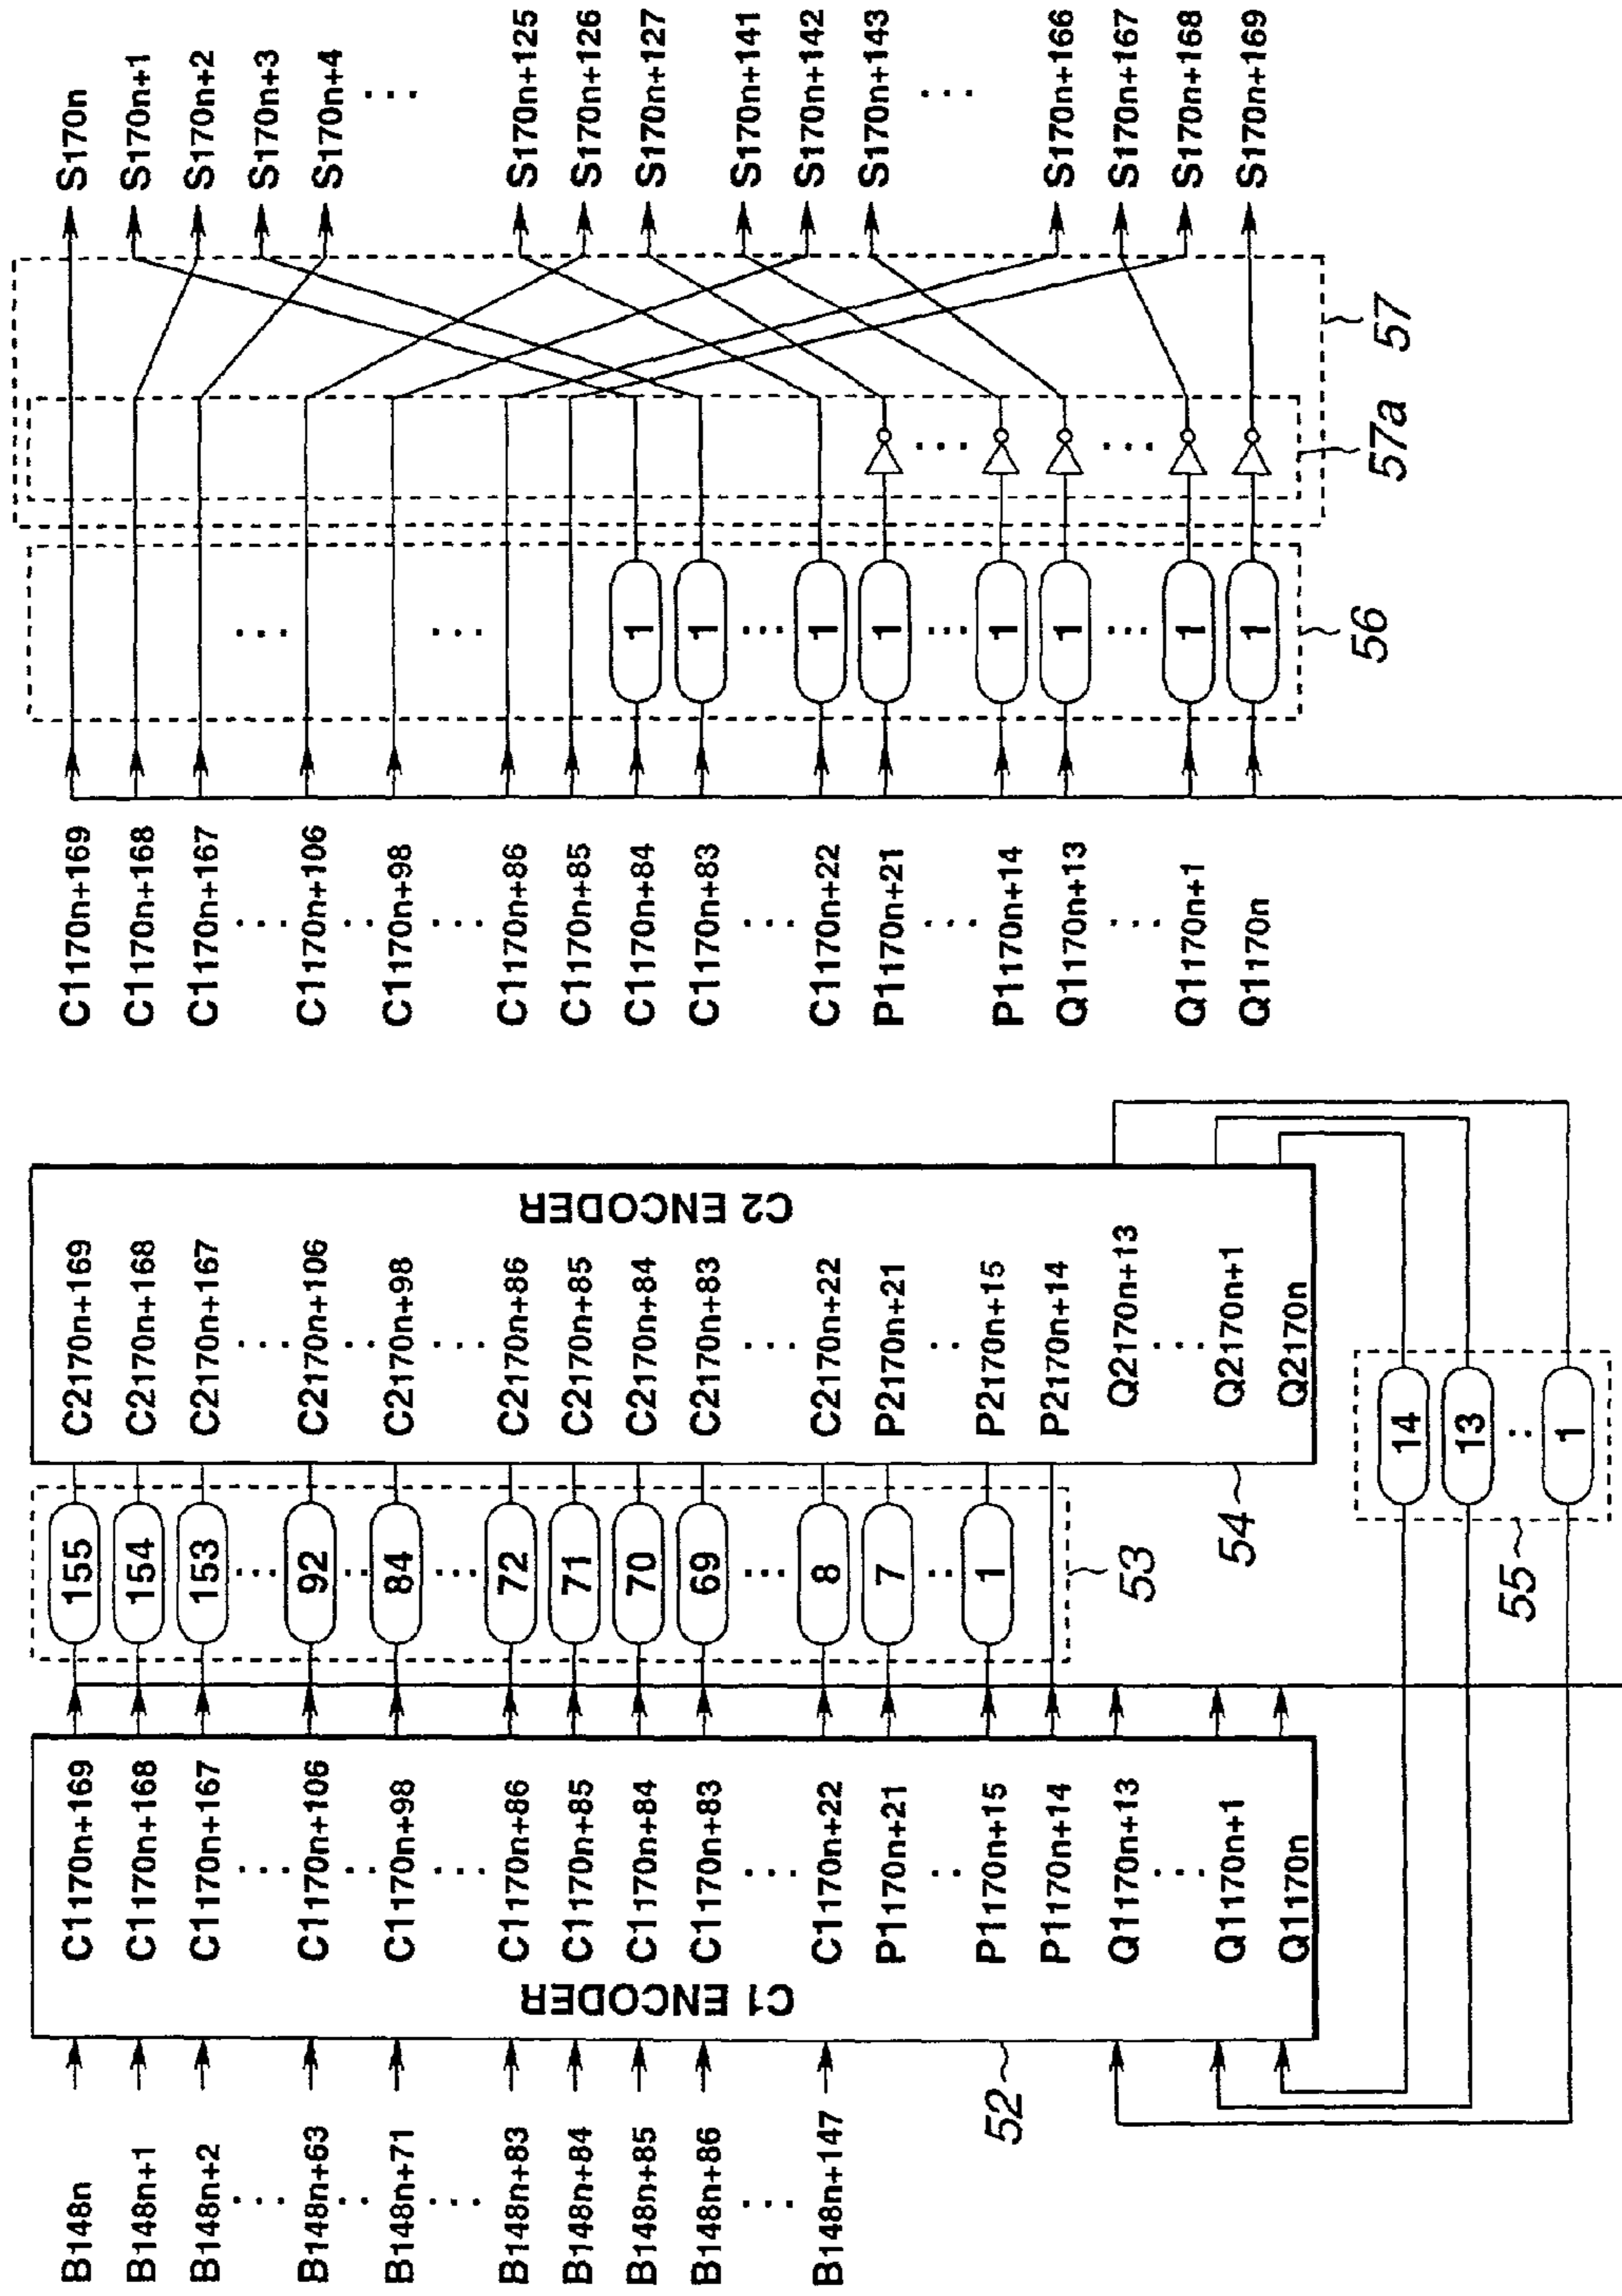 B148n
B148n+1
B148n+2
...
B148n+63
..
B148n+71
...
B148n+83
B148n+84
B148n+85
B148n+86
...
B148n+147
52
C1 ENCODER
C1170n+169
C1170n+168
C1170n+167
...
C1170n+106
..
C1170n+98
...
C1170n+86
C1170n+85
C1170n+84
C1170n+83
...
C1170n+22
P1170n+21
..
P1170n+15
P1170n+14
Q1170n+13
...
Q1170n+1
Q1170n
155
154
153
...
92
..
84
...
72
71
70
69
...
8
7
..
1
53
C2170n+169
C2170n+168
C2170n+167
...
C2170n+106
..
C2170n+98
...
C2170n+86
C2170n+85
C2170n+84
C2170n+83
...
C2170n+22
P2170n+21
..
P2170n+15
P2170n+14
Q2170n+13
...
Q2170n+1
Q2170n
C2 ENCODER
54
14
13
..
1
55
C1170n+169
C1170n+168
C1170n+167
...
C1170n+106
..
C1170n+98
...
C1170n+86
C1170n+85
C1170n+84
C1170n+83
...
C1170n+22
P1170n+21
...
P1170n+14
Q1170n+13
...
Q1170n+1
Q1170n
...
...
1
1
...
1
1
...
1
1
...
1
1
56
...
...
57a
57
S170n
S170n+1
S170n+2
S170n+3
S170n+4
...
S170n+125
S170n+126
S170n+127
S170n+141
S170n+142
S170n+143
...
S170n+166
S170n+167
S170n+168
S170n+169